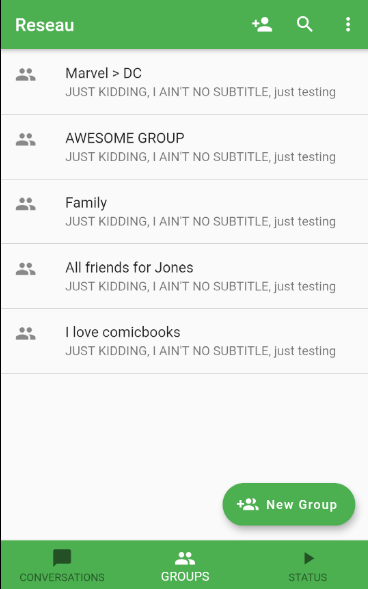 Reseau
Marvel > DC
JUST KIDDING, I AIN'T NO SUBTITLE, just testing
AWESOME GROUP
JUST KIDDING, I AIN'T NO SUBTITLE, just testing
Family
JUST KIDDING, I AIN'T NO SUBTITLE, just testing
All friends for Jones
JUST KIDDING, I AIN'T NO SUBTITLE, just testing
I love comicbooks
JUST KIDDING, I AIN'T NO SUBTITLE, just testing
New Group
CONVERSATIONS GROUPS STATUS